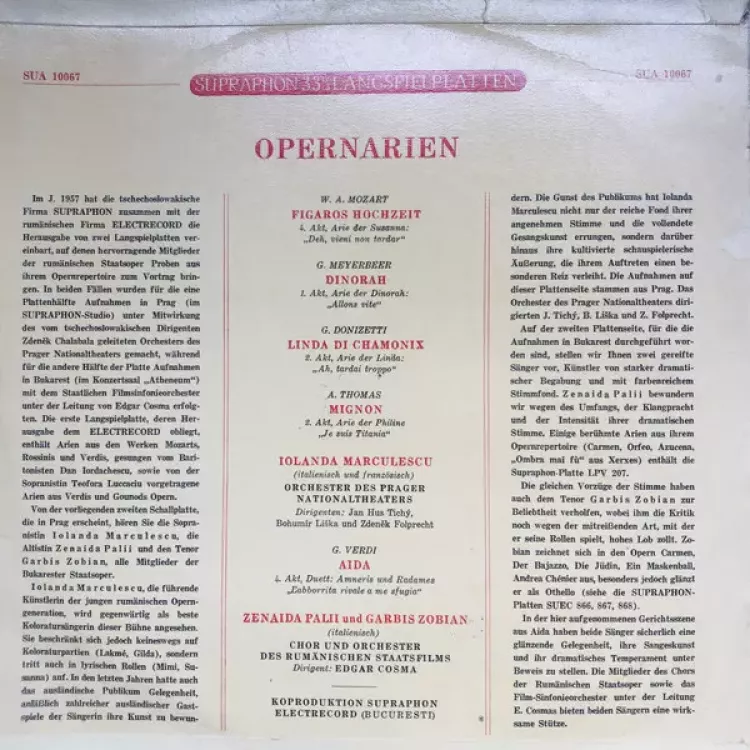 SUA 10067
SUPRAPHON 33⅓ LANGSPIELPLATTEN
SUA 10067
OPERNARIEN
Im J. 1957 hat die tschechoslowakische
Firma SUPRAPHON zusammen mit der
rumänischen Firma ELECTRECORD die
Herausgabe von zwei Langspielplatten ver-
einbart, auf denen hervorragende Mitglieder
der rumänischen Staatsoper Proben aus
ihrem Opernrepertoire zum Vortrag brin-
gen. In beiden Fällen wurden für die eine
Plattenhälfte Aufnahmen in Prag (im
SUPRAPHON-Studio) unter Mitwirkung
des vom tschechoslowakischen Dirigenten
Zdeněk Chalabala geleiteten Orchesters des
Prager Nationaltheaters gemacht, während
für die andere Hälfte der Platte Aufnahmen
in Bukarest (im Konzertsaal „Atheneum")
mit dem Staatlichen Filmsinfonieorchester
unter der Leitung von Edgar Cosma erfolg-
ten. Die erste Langspielplatte, deren Her-
ausgabe dem ELECTRECORD obliegt,
enthält Arien aus den Werken Mozarts,
Rossinis und Verdis, gesungen vom Bari-
tonisten Dan Iordachescu, sowie von der
Sopranistin Teofora Luccaciu vorgetragene
Arien aus Verdis und Gounods Opern.
Von der vorliegenden zweiten Schallplatte,
die in Prag erscheint, hören Sie die Sopra-
nistin Iolanda Marculescu, die
Altistin Zenaida Palii und den Tenor
Garbis Zobian, alle Mitglieder der
Bukarester Staatsoper.
Iolanda Marculescu, die führende
Künstlerin der jungen rumänischen Opern-
generation, wird gegenwärtig als beste
Koloratursängerin dieser Bühne angesehen.
Sie beschränkt sich jedoch keineswegs auf
Koloraturpartien (Lakmé, Gilda), sondern
tritt auch in lyrischen Rollen (Mimi, Su-
sanna) auf. In den letzten Jahren hatte auch
das ausländische Publikum Gelegenheit,
anläßlich zahlreicher ausländischer Gast-
spiele der Sängerin ihre Kunst zu bewun-
W. A. MOZART
FIGAROS HOCHZEIT
4. Akt, Arie der Susanna:
„Deh, vieni non tardar"
G. MEYERBEER
DINORAH
1. Akt, Arie der Dinorah:
„Allons vite"
G. DONIZETTI
LINDA DI CHAMONIX
2. Akt, Arie der Linda:
„Ah, tardai troppo"
A. THOMAS
MIGNON
2. Akt, Arie der Philine
„Je suis Titania"
IOLANDA MARCULESCU
(italienisch und französisch)
ORCHESTER DES PRAGER
NATIONALTHEATERS
Dirigenten: Jan Hus Tichý,
Bohumír Liška und Zdeněk Folprecht
G. VERDI
AIDA
4. Akt, Duett: Amneris und Radames
„L'abborrita rivale a me sfugia"
ZENAIDA PALII und GARBIS ZOBIAN
(italienisch)
CHOR UND ORCHESTER
DES RUMÄNISCHEN STAATSFILMS
Dirigent: EDGAR COSMA
KOPRODUKTION SUPRAPHON
ELECTRECORD (BUCURESTI)
dern. Die Gunst des Publikums hat Iolanda
Marculescu nicht nur der reiche Fond ihrer
angenehmen Stimme und die vollendete
Gesangskunst errungen, sondern darüber
hinaus ihre kultivierte schauspielerische
Äußerung, die ihrem Auftreten einen be-
sonderen Reiz verleiht. Die Aufnahmen auf
dieser Plattenseite stammen aus Prag. Das
Orchester des Prager Nationaltheaters diri-
gierten J. Tichý, B. Liška und Z. Folprecht.
Auf der zweiten Plattenseite, für die die
Aufnahmen in Bukarest durchgeführt wor-
den sind, stellen wir Ihnen zwei gereifte
Sänger vor, Künstler von starker dramati-
scher Begabung und mit farbenreichem
Stimmfond. Zenaida Palii bewundern
wir wegen des Umfangs, der Klangpracht
und der Intensität ihrer dramatischen
Stimme. Einige berühmte Arien aus ihrem
Opernrepertoire (Carmen, Orfeo, Azucena,
„Ombra mai fù" aus Xerxes) enthält die
Supraphon-Platte LPV 207.
Die gleichen Vorzüge der Stimme haben
auch dem Tenor Garbis Zobian zur
Beliebtheit verholfen, wobei ihm die Kritik
noch wegen der mitreißenden Art, mit der
er seine Rollen spielt, hohes Lob zollt. Zo-
bian zeichnet sich in den Opern Carmen,
Der Bajazzo, Die Jüdin, Ein Maskenball,
Andrea Chénier aus, besonders jedoch glänzt
er als Othello (siehe die SUPRAPHON-
Platten SUEC 866, 867, 868).
In der hier aufgenommenen Gerichtsszene
aus Aida haben beide Sänger sicherlich eine
glänzende Gelegenheit, ihre Sangeskunst
und ihr dramatisches Temperament unter
Beweis zu stellen. Die Mitglieder des Chors
der Rumänischen Staatsoper sowie das
Film-Sinfonieorchester unter der Leitung
E. Cosmas bieten beiden Sängern eine wirk-
same Stütze.